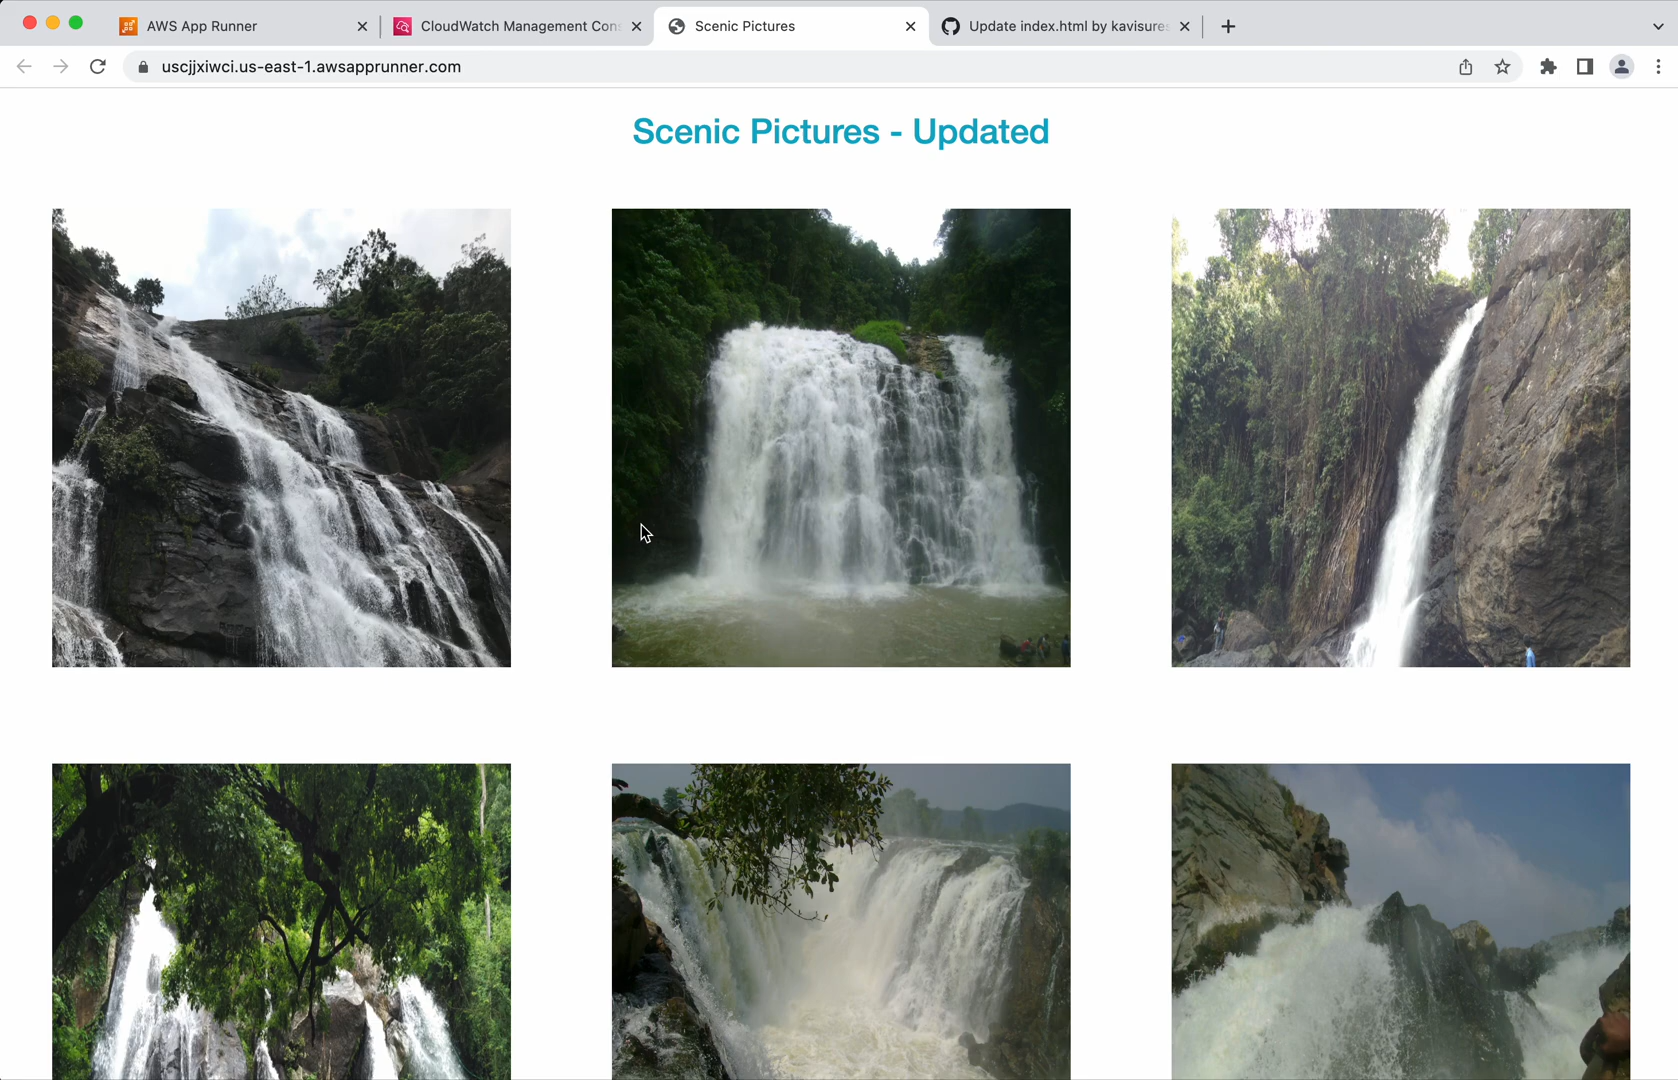 AWS App Runner
CloudWatch Management Con
Scenic Pictures
Update index.html by kavisures
uscjjxiwci.us-east-1.awsapprunner.com
Scenic Pictures - Updated